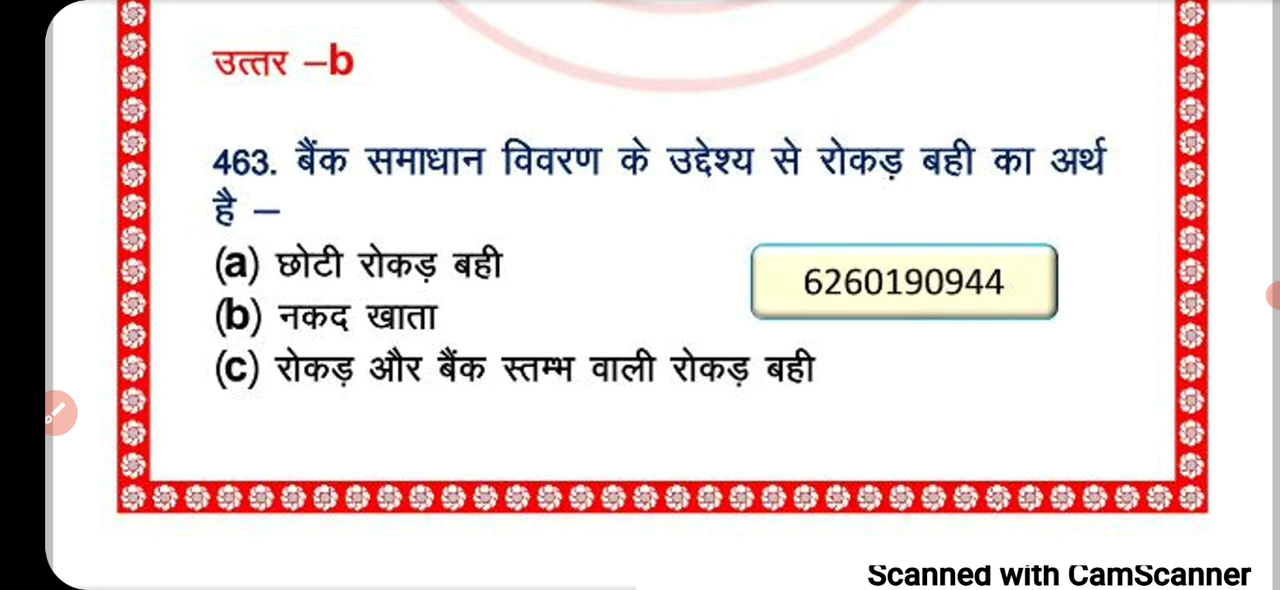 उत्तर –b
463. बैंक समाधान विवरण के उद्देश्य से रोकड़ बही का अर्थ
है –
(a) छोटी रोकड़ बही
6260190944
(b) नकद खाता
(c) रोकड़ और बैंक स्तम्भ वाली रोकड़ बही
Scanned with CamScanner